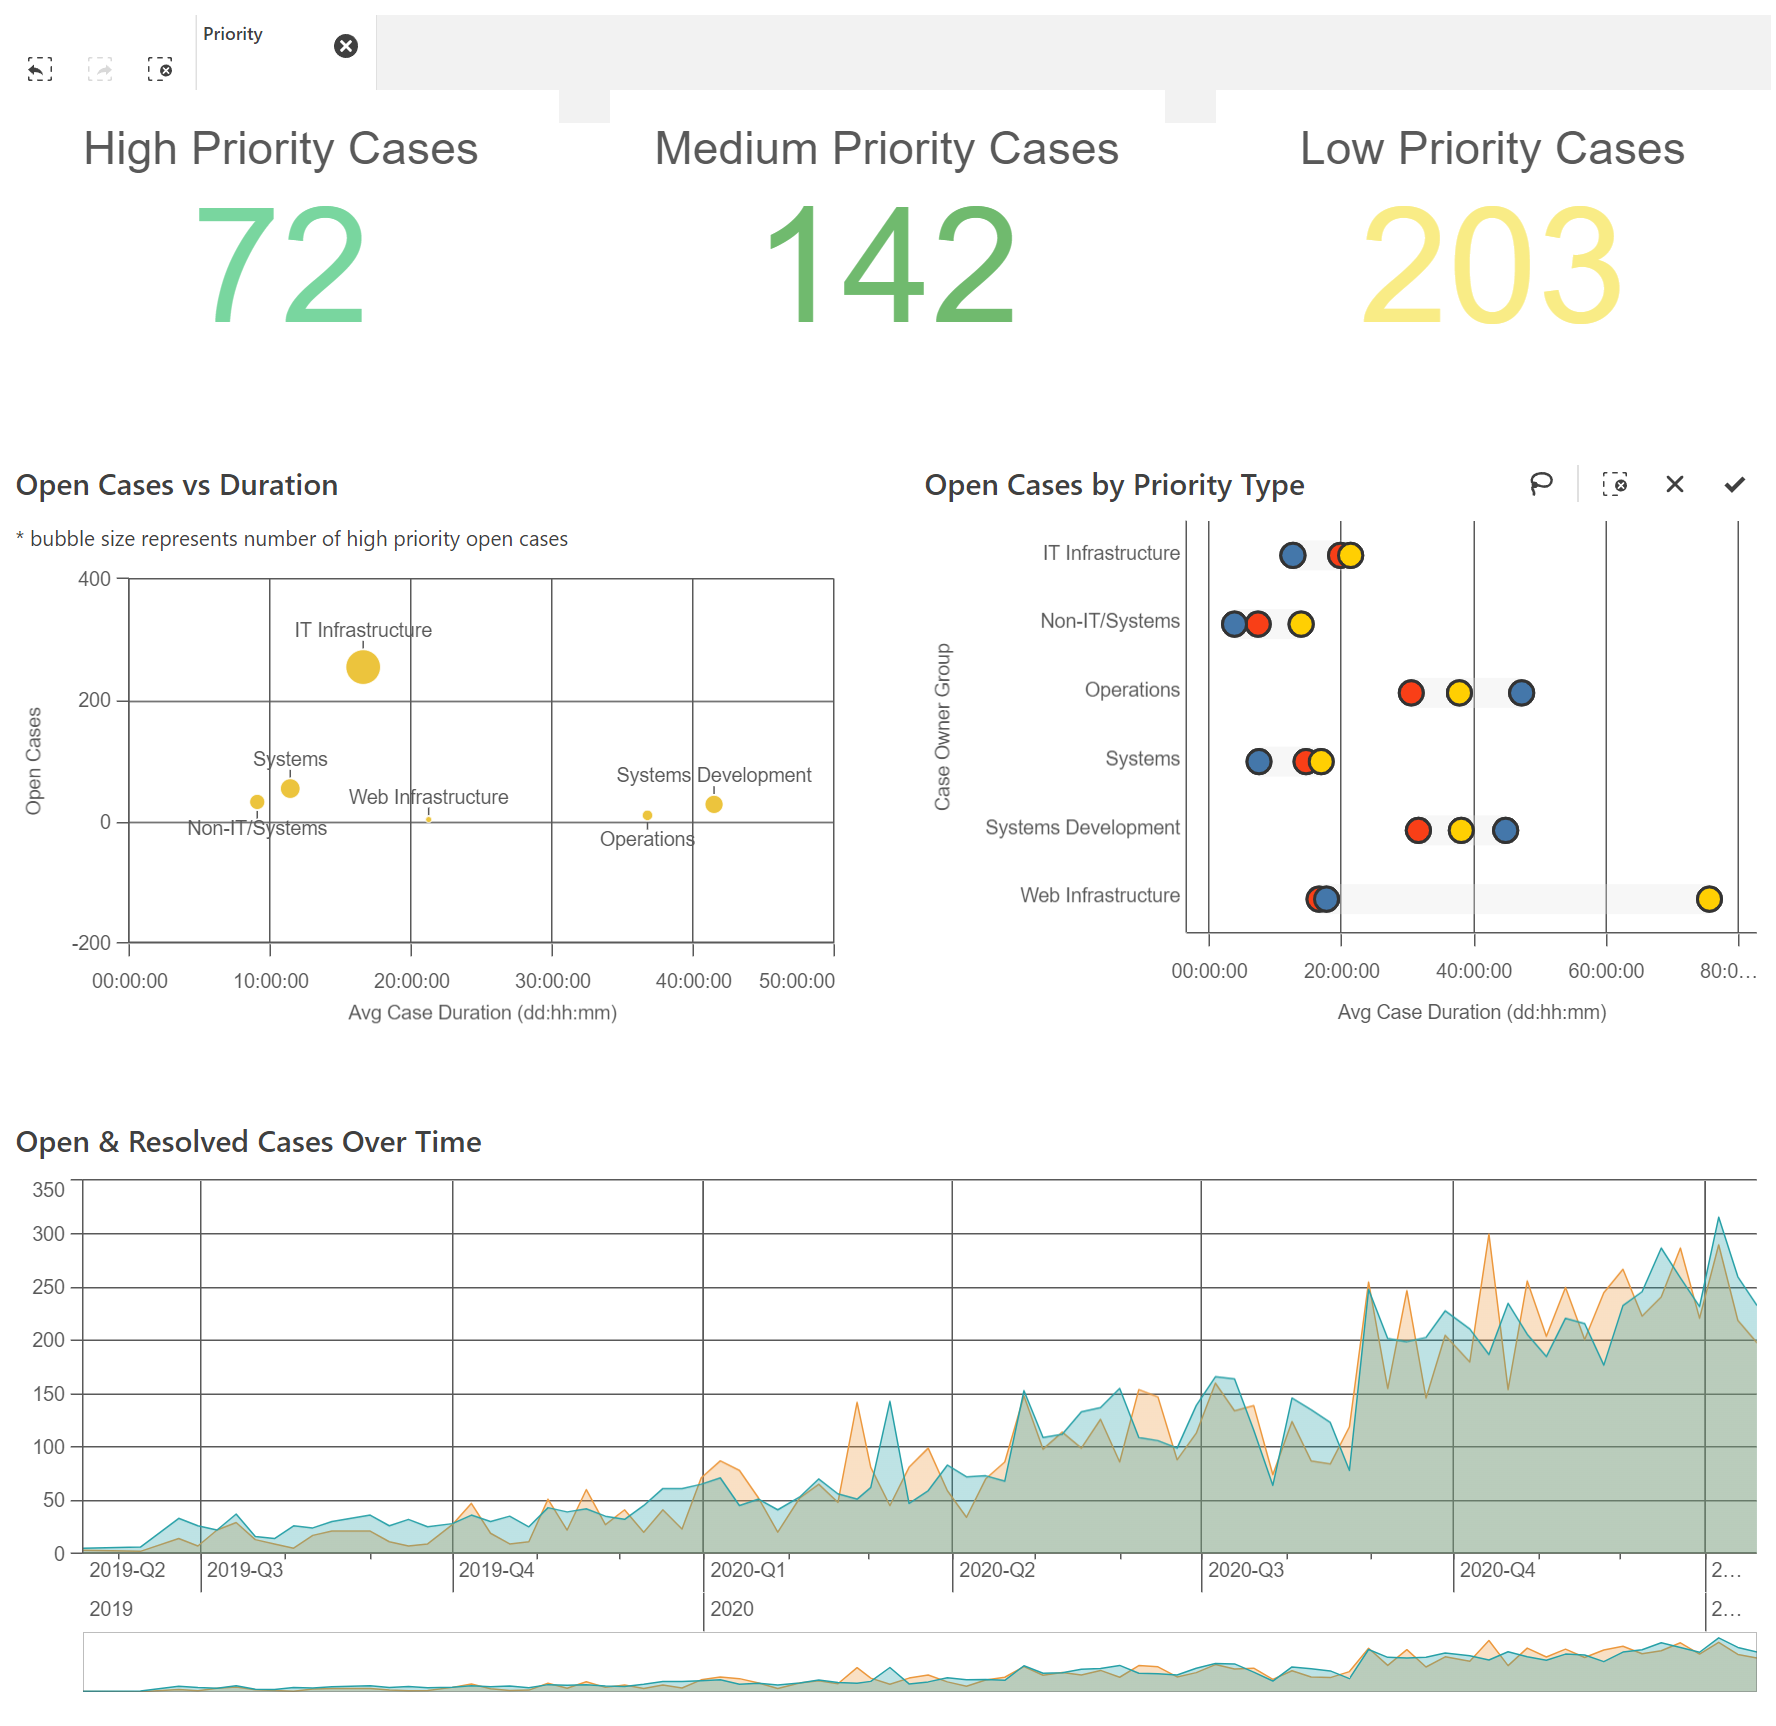 Priority
High Priority Cases
72
Medium Priority Cases
142
Low Priority Cases
203
Open Cases vs Duration
* bubble size represents number of high priority open cases
400
200
0
-200
Open Cases
IT Infrastructure
Systems
Non-IT/Systems
Web Infrastructure
Systems Development
Operations
00:00:00
10:00:00
20:00:00
30:00:00
40:00:00
50:00:00
Avg Case Duration (dd:hh:mm)
Open Cases by Priority Type
Case Owner Group
IT Infrastructure
Non-IT/Systems
Operations
Systems
Systems Development
Web Infrastructure
00:00:00
20:00:00
40:00:00
60:00:00
80:0...
Avg Case Duration (dd:hh:mm)
Open & Resolved Cases Over Time
350
300
250
200
150
100
50
0
2019-Q2
2019-Q3
2019-Q4
2020-Q1
2020-Q2
2020-Q3
2020-Q4
2...
2019
2020
2...